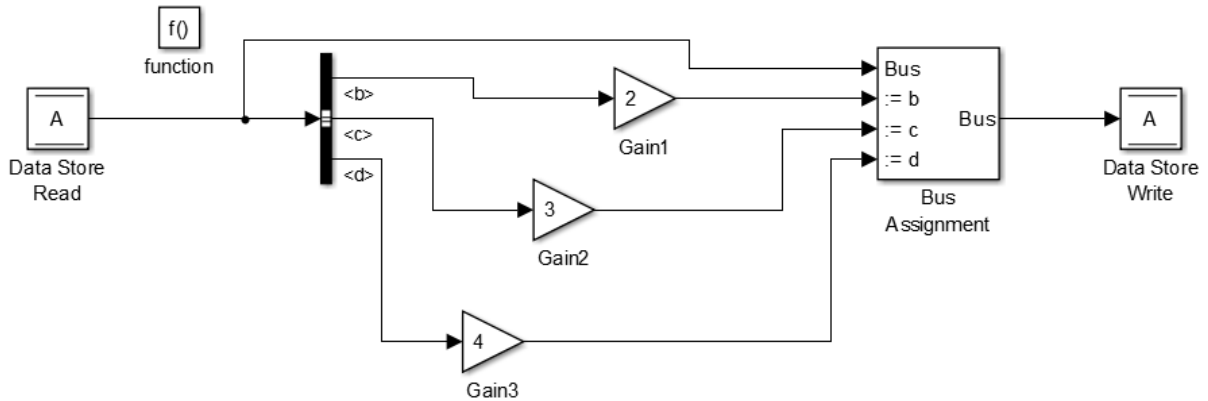 f()
function
A
Data Store
Read
<b>
<c>
<d>
2
Gain1
3
Gain2
4
Gain3
Bus
:= b
:= c
:= d
Bus
Bus
Assignment
A
Data Store
Write